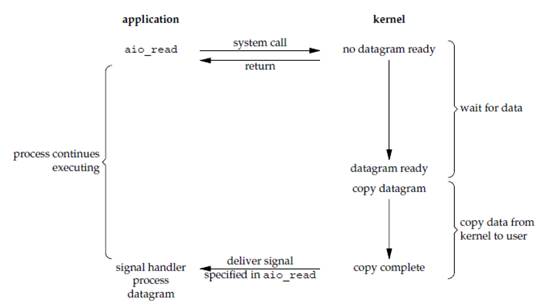 application
kernel
aio_read
system call
no datagram ready
return
wait for data
process continues
executing
datagram ready
copy datagram
copy data from
kernel to user
deliver signal
signal handler
specified in aio_read
copy complete
process
datagram